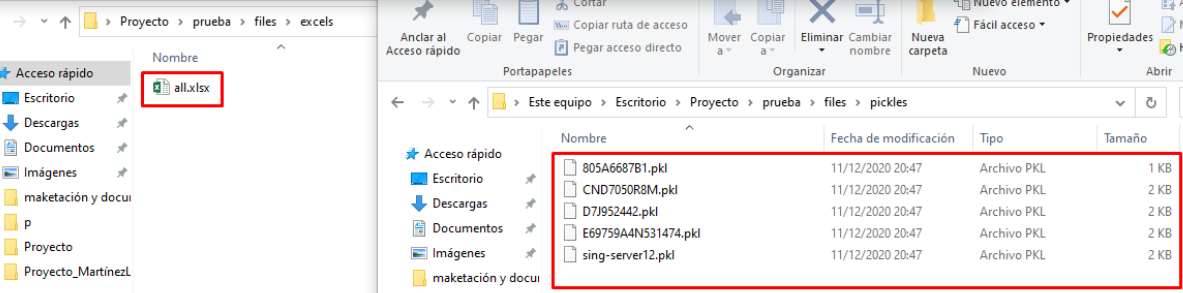 Proyecto > prueba > files > excels
Nombre
all.xlsx
Acceso rápido
Escritorio
Descargas
Documentos
Imágenes
maketación y docu
p
Proyecto
Proyecto_MartínezL
Cortar
Copiar ruta de acceso
Pegar acceso directo
Anclar al
Acceso rápido
Copiar
Pegar
Mover
a
Copiar
a
Eliminar
Cambiar
nombre
Nueva
carpeta
Nuevo elemento
Fácil acceso
Propiedades
Portapapeles
Organizar
Nuevo
Abrir
Este equipo > Escritorio > Proyecto > prueba > files > pickles
Nombre
Fecha de modificación
Tipo
Tamaño
Acceso rápido
Escritorio
Descargas
Documentos
Imágenes
maketación y docu
805A6687B1.pkl 11/12/2020 20:47 Archivo PKL 1 KB
CND7050R8M.pkl 11/12/2020 20:47 Archivo PKL 2 KB
D7J952442.pkl 11/12/2020 20:47 Archivo PKL 2 KB
E69759A4N531474.pkl 11/12/2020 20:47 Archivo PKL 2 KB
sing-server12.pkl 11/12/2020 20:47 Archivo PKL 2 KB